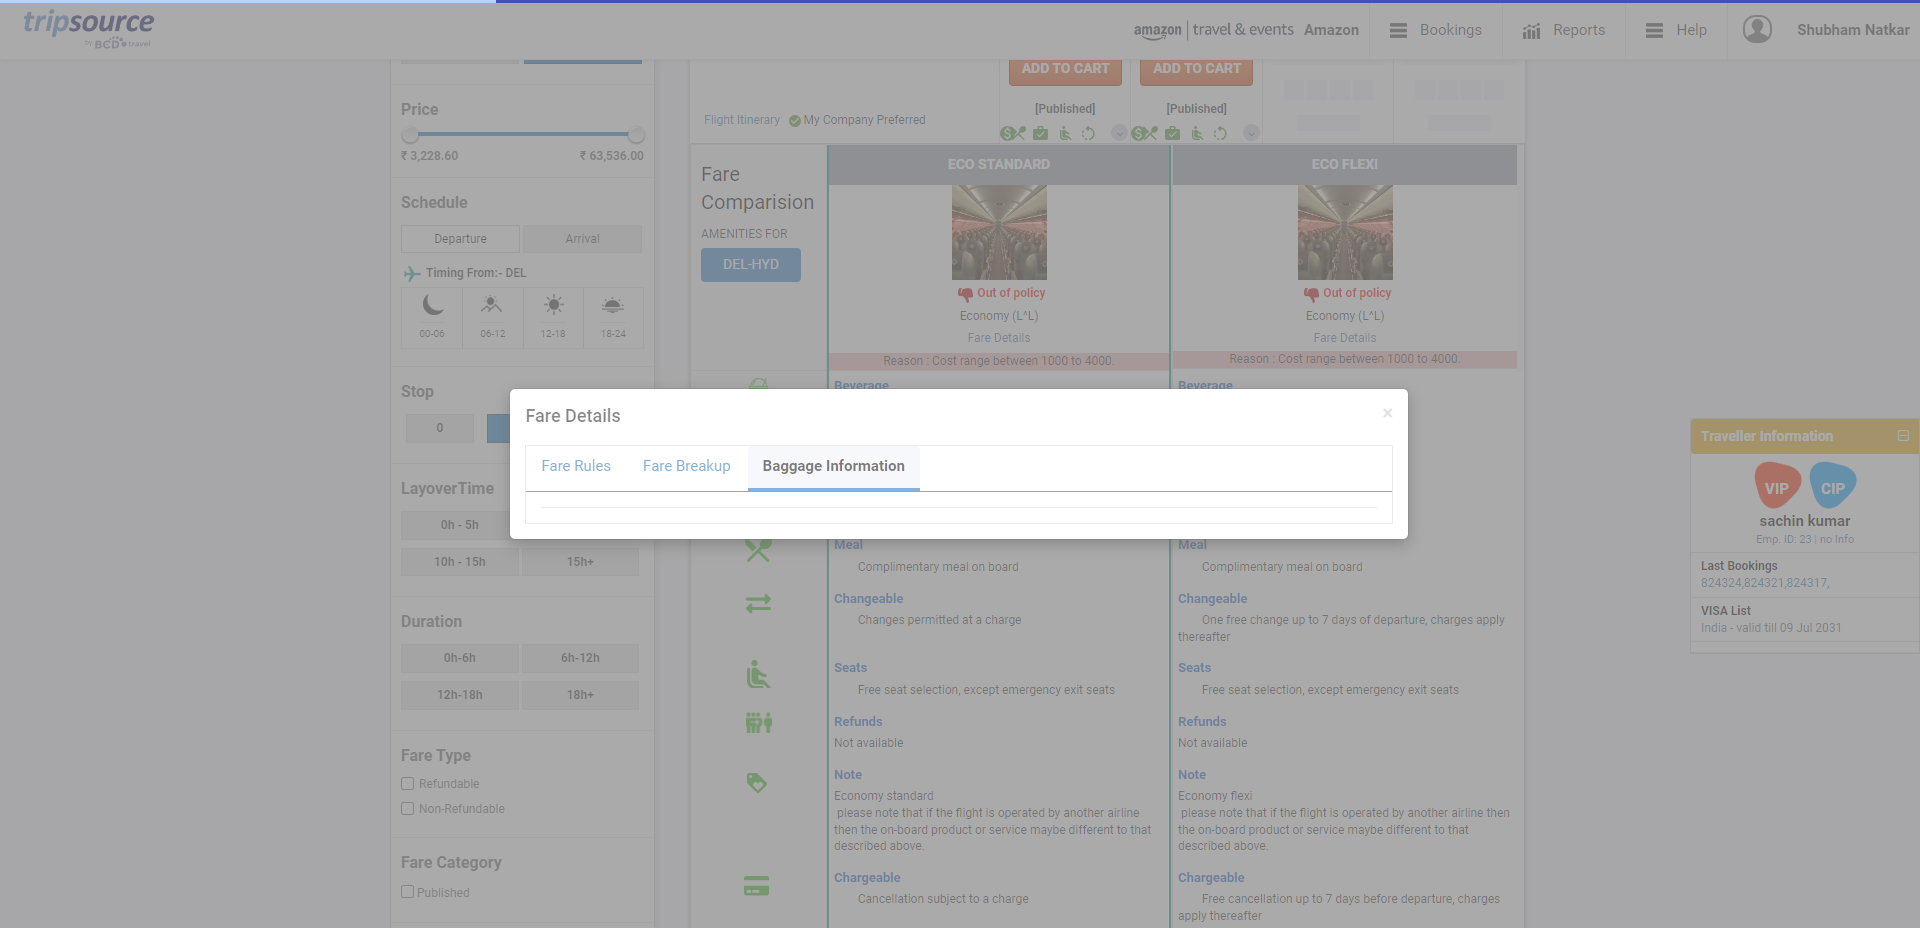 tripsource
by BCD travel
amazon | travel & events Amazon
Bookings
Reports
Help
Shubham Natkar
Price
₹ 3,228.60 ₹ 63,536.00
Schedule
Departure Arrival
Timing From:- DEL
00-06 06-12 12-18 18-24
Stop
0
LayoverTime
0h - 5h
10h - 15h 15h+
Duration
0h-6h 6h-12h
12h-18h 18h+
Fare Type
Refundable
Non-Refundable
Fare Category
Published
ADD TO CART ADD TO CART
[Published] [Published]
Flight Itinerary My Company Preferred
Fare
Comparision
AMENITIES FOR
DEL-HYD
ECO STANDARD
Out of policy
Economy (L^L)
Fare Details
Reason : Cost range between 1000 to 4000.
Beverage
ECO FLEXI
Out of policy
Economy (L^L)
Fare Details
Reason : Cost range between 1000 to 4000.
Beverage
Fare Details ×
Fare Rules Fare Breakup Baggage Information
Meal
Complimentary meal on board
Changeable
Changes permitted at a charge
Seats
Free seat selection, except emergency exit seats
Refunds
Not available
Note
Economy standard
please note that if the flight is operated by another airline
then the on-board product or service maybe different to that
described above.
Chargeable
Cancellation subject to a charge
Meal
Complimentary meal on board
Changeable
One free change up to 7 days of departure, charges apply
thereafter
Seats
Free seat selection, except emergency exit seats
Refunds
Not available
Note
Economy flexi
please note that if the flight is operated by another airline then
the on-board product or service maybe different to that
described above.
Chargeable
Free cancellation up to 7 days before departure, charges
apply thereafter
Traveller Information
VIP CIP
sachin kumar
Emp. ID: 23 | no Info
Last Bookings
824324,824321,824317,
VISA List
India - valid till 09 Jul 2031